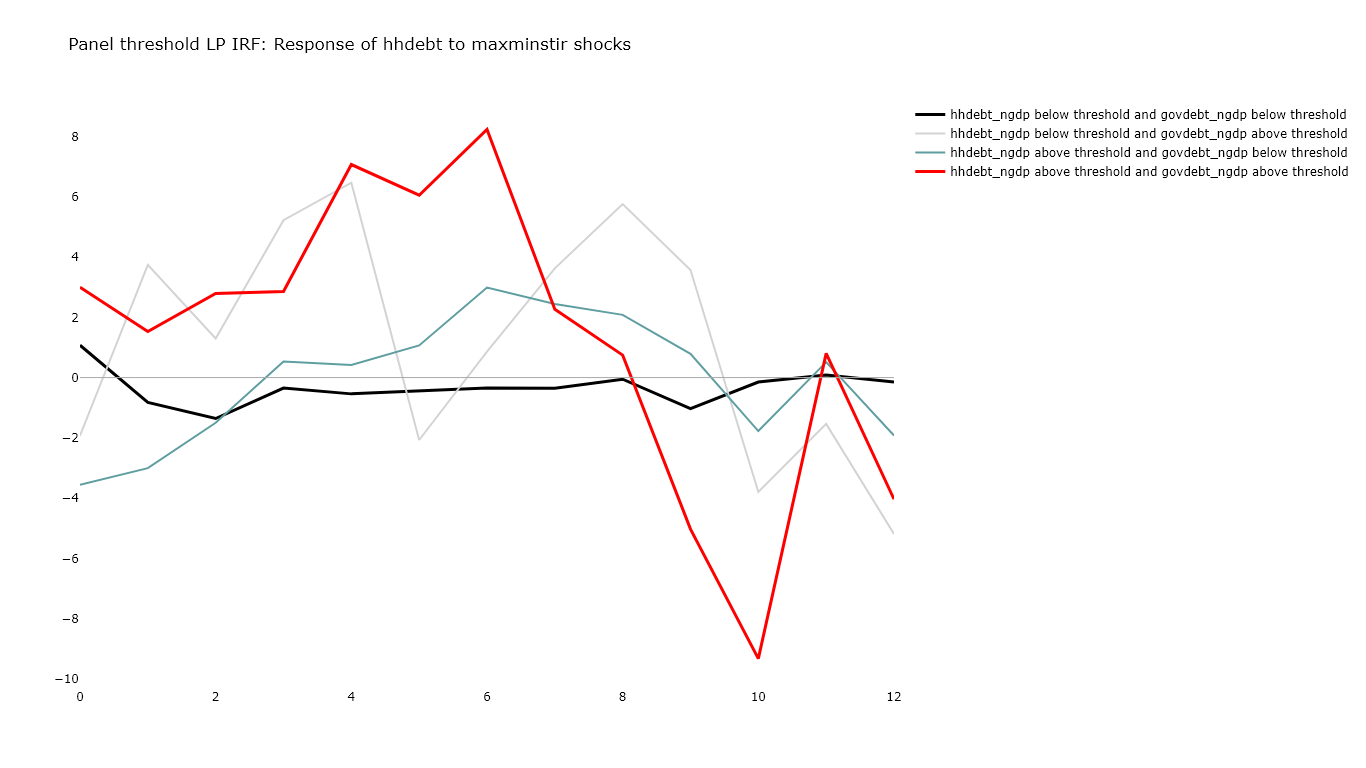 Panel threshold LP IRF: Response of hhdebt to maxminstir shocks
hhdebt_ngdp below threshold and govdebt_ngdp below threshold
hhdebt_ngdp below threshold and govdebt_ngdp above threshold
hhdebt_ngdp above threshold and govdebt_ngdp below threshold
hhdebt_ngdp above threshold and govdebt_ngdp above threshold
8
6
4
2
0
−2
−4
−6
−8
−10
0 2 4 6 8 10 12